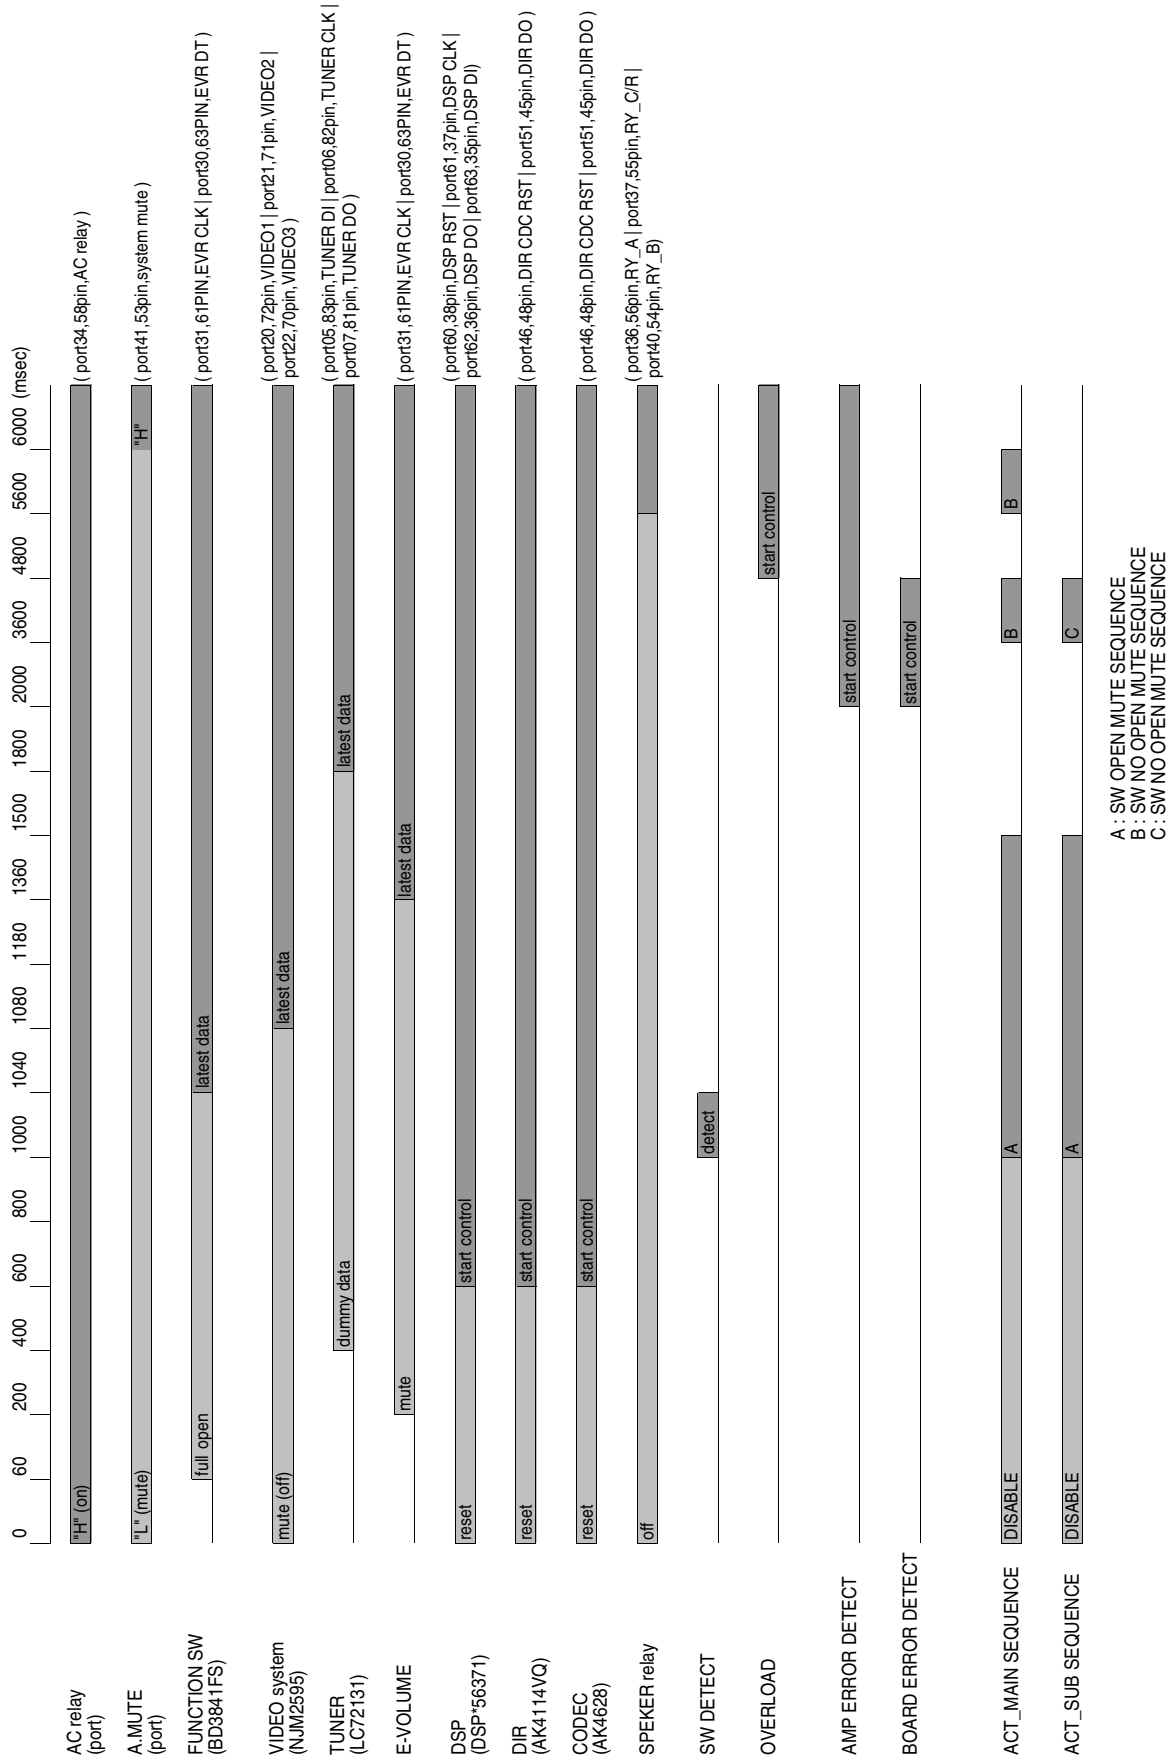 0 60 200 400 600 800 1000 1040 1080 1180 1360 1500 1800 2000 3600 4800 5600 6000 (msec)
AC relay
(port)
"H" (on)
( port34,58pin,AC relay )
A.MUTE
(port)
"L" (mute)
"H"
( port41,53pin,system mute )
FUNCTION SW
(BD3841FS)
full open
latest data
( port31,61PIN,EVR CLK | port30,63PIN,EVR DT )
VIDEO system
(NJM2595)
mute (off)
latest data
( port20,72pin,VIDEO1 | port21,71pin,VIDEO2 |
port22,70pin,VIDEO3 )
TUNER
(LC72131)
dummy data
latest data
( port05,83pin,TUNER DI | port06,82pin,TUNER CLK |
port07,81pin,TUNER DO )
E-VOLUME
mute
latest data
( port31,61PIN,EVR CLK | port30,63PIN,EVR DT )
DSP
(DSP*56371)
reset
start control
( port60,38pin,DSP RST | port61,37pin,DSP CLK |
port62,36pin,DSP DO | port63,35pin,DSP DI)
DIR
(AK4114VQ)
reset
start control
( port46,48pin,DIR CDC RST | port51,45pin,DIR DO )
CODEC
(AK4628)
reset
start control
( port46,48pin,DIR CDC RST | port51,45pin,DIR DO )
SPEKER relay
off
(port36,56pin,RY_A | port37,55pin,RY_C/R |
port40,54pin,RY_B)
SW DETECT
detect
OVERLOAD
start control
AMP ERROR DETECT
start control
BOARD ERROR DETECT
start control
ACT_MAIN SEQUENCE
DISABLE
A
B
B
ACT_SUB SEQUENCE
DISABLE
A
C
A : SW OPEN MUTE SEQUENCE
B : SW NO OPEN MUTE SEQUENCE
C : SW NO OPEN MUTE SEQUENCE